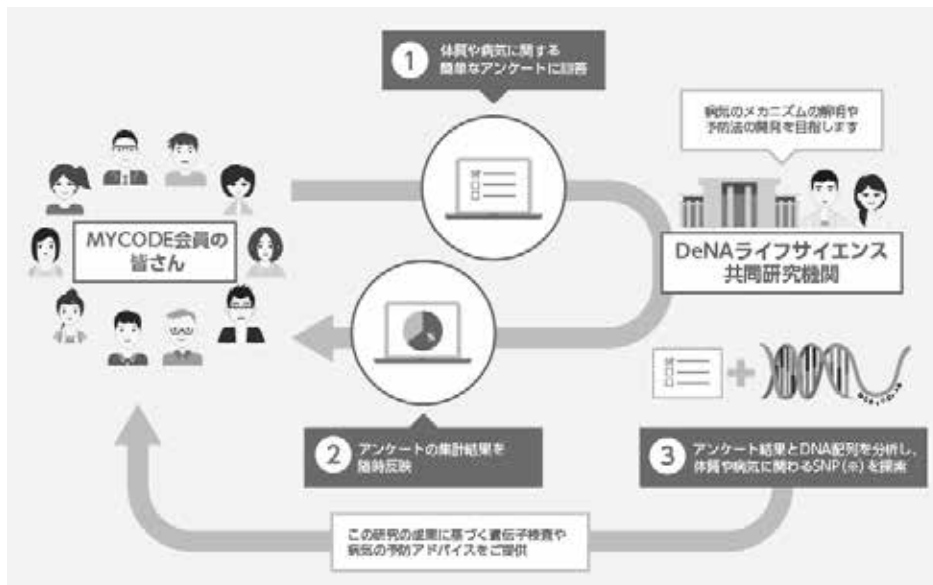 1
体質や病気に関する
簡単なアンケートに回答
病気のメカニズムの解明や
予防法の開発を目指します
MYCODE会員の
皆さん
DeNAライフサイエンス
共同研究機関
2
アンケートの集計結果を
随時反映
3
アンケート結果とDNA配列を分析し、
体質や病気に関わるSNP(※)を探索
この研究の成果に基づく遺伝子検査や
病気の予防アドバイスをご提供